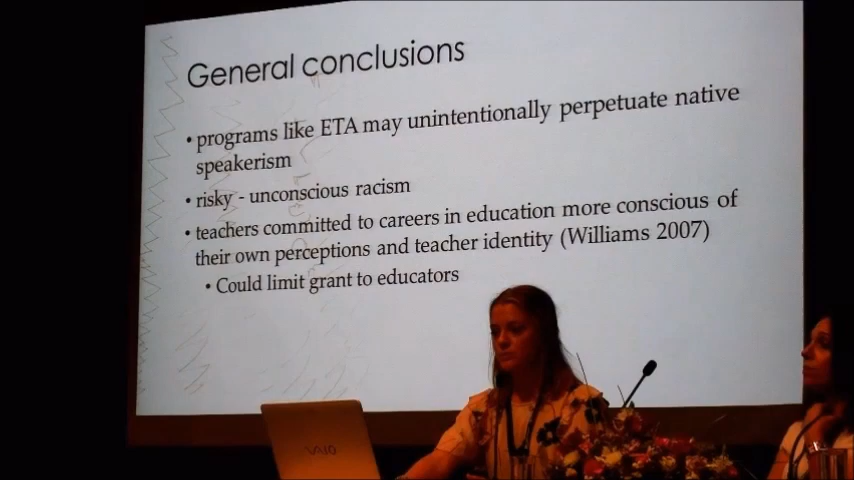 General conclusions
• programs like ETA may unintentionally perpetuate native
speakerism
• risky - unconscious racism
• teachers committed to careers in education more conscious of
their own perceptions and teacher identity (Williams 2007)
• Could limit grant to educators
VAIO